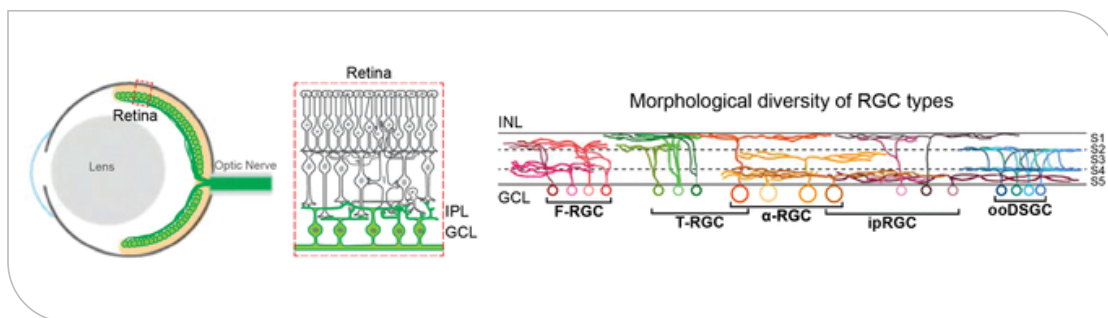 Retina
Lens
Optic Nerve
Retina
IPL
GCL
Morphological diversity of RGC types
INL
S1
S2
S3
S4
S5
GCL
F-RGC
T-RGC
α-RGC
ipRGC
ooDSGC